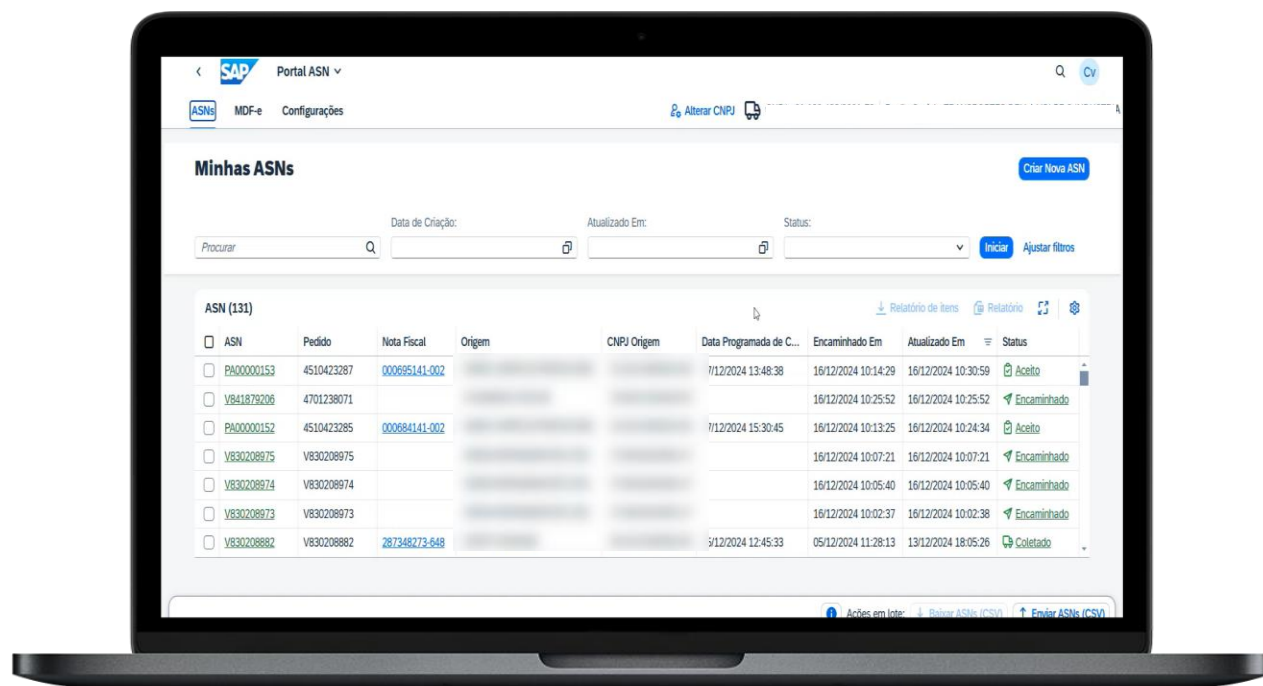 SAP Portal ASN CV
ASNs MDF-e Configurações Alterar CNPJ
Minhas ASNs Criar Nova ASN
Data de Criação: Atualizado Em: Status:
Procurar Iniciar Ajustar filtros
ASN (131) Relatório de itens Relatório
ASN Pedido Nota Fiscal Origem CNPJ Origem Data Programada de C... Encaminhado Em Atualizado Em Status
PA00000153 4510423287 000695141-002 7/12/2024 13:48:38 16/12/2024 10:14:29 16/12/2024 10:30:59 Aceito
V841879206 4701238071 16/12/2024 10:25:52 16/12/2024 10:25:52 Encaminhado
PA00000152 4510423285 000684141-002 7/12/2024 15:30:45 16/12/2024 10:13:25 16/12/2024 10:24:34 Aceito
V830208975 V830208975 16/12/2024 10:07:21 16/12/2024 10:07:21 Encaminhado
V830208974 V830208974 16/12/2024 10:05:40 16/12/2024 10:05:40 Encaminhado
V830208973 V830208973 16/12/2024 10:02:37 16/12/2024 10:02:38 Encaminhado
V830208882 V830208882 287348273-648 5/12/2024 12:45:33 05/12/2024 11:28:13 13/12/2024 18:05:26 Coletado
Ações em lote: Baixar ASNs (CSV) Enviar ASNs (CSV)